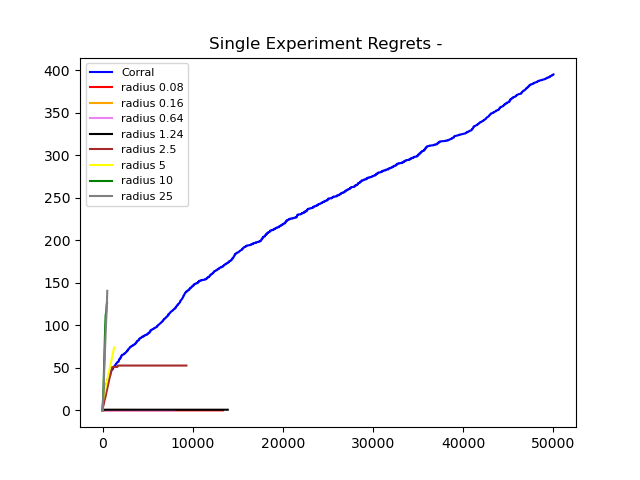 Single Experiment Regrets -
400
350
300
250
200
150
100
50
0
Corral
radius 0.08
radius 0.16
radius 0.64
radius 1.24
radius 2.5
radius 5
radius 10
radius 25
0 10000 20000 30000 40000 50000